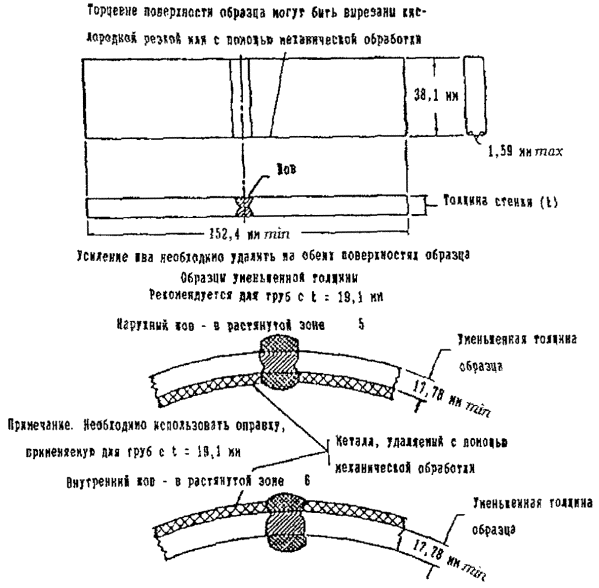 Торцевые поверхности образца могут быть вырезаны кис-
лородной резкой или с помощью механической обработки
38,1 мм
1,59 мм max
Шов
Толщина стенки (t)
152,4 мм min
Усиление шва необходимо удалить на обеих поверхностях образца
Образцы уменьшенной толщины
Рекомендуется для труб с t = 19,1 мм
Наружный шов - в растянутой зоне 5
Уменьшенная толщина
образца
17,78 мм min
Примечание. Необходимо использовать оправку,
применяемую для труб с t = 19,1 мм
Металл, удаляемый с помощью
механической обработки
Внутренний шов - в растянутой зоне 6
Уменьшенная толщина
образца
17,78 мм min